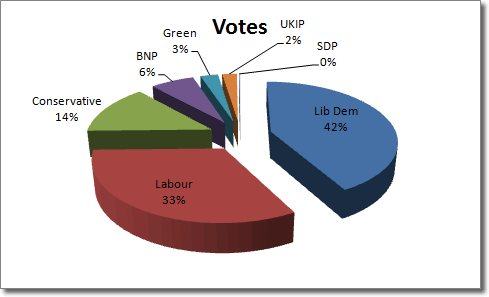 Votes
UKIP
2%
SDP
0%
Green
3%
BNP
6%
Conservative
14%
Lib Dem
42%
Labour
33%